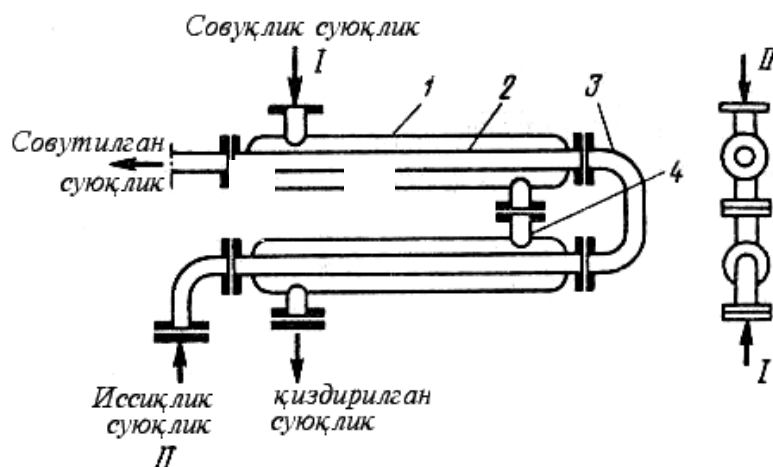 Совуқлик суюқлик
I
1
2
3
II
Совутилган
суюқлик
4
Иссиқлик
суюқлик
II
қиздирилган
суюқлик
I